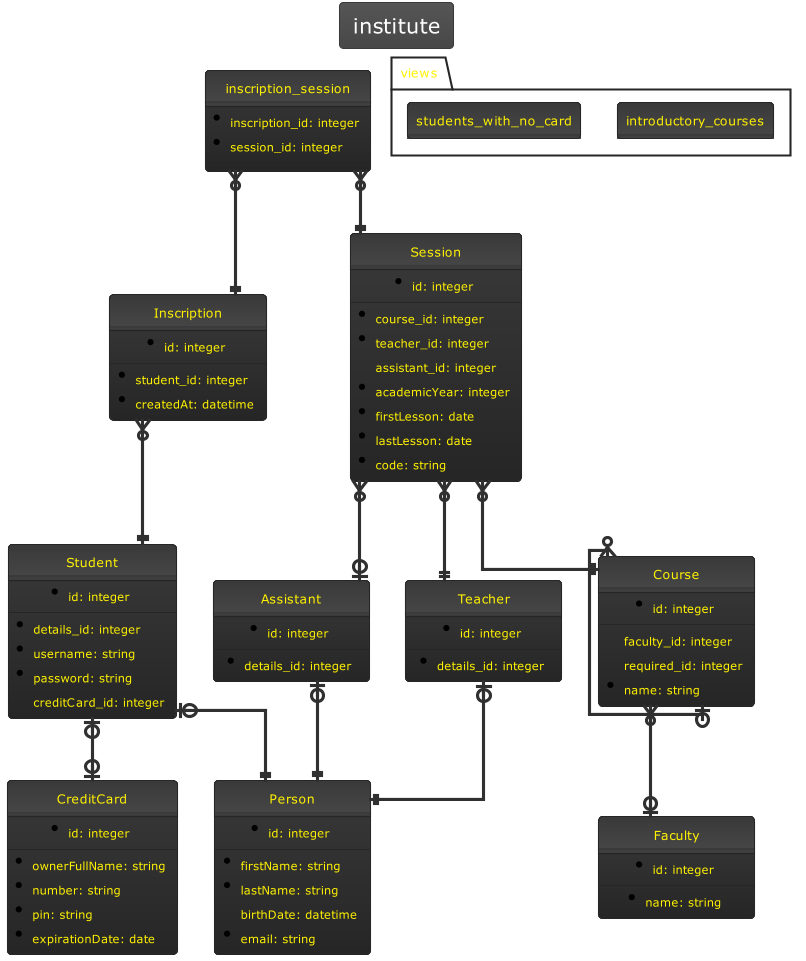 institute
views
students_with_no_card
introductory_courses
inscription_session
inscription_id: integer
session_id: integer
Session
id: integer
course_id: integer
teacher_id: integer
assistant_id: integer
academicYear: integer
firstLesson: date
lastLesson: date
code: string
Inscription
id: integer
student_id: integer
createdAt: datetime
Student
id: integer
details_id: integer
username: string
password: string
creditCard_id: integer
Assistant
id: integer
details_id: integer
Teacher
id: integer
details_id: integer
Course
id: integer
faculty_id: integer
required_id: integer
name: string
CreditCard
id: integer
ownerFullName: string
number: string
pin: string
expirationDate: date
Person
id: integer
firstName: string
lastName: string
birthDate: datetime
email: string
Faculty
id: integer
name: string